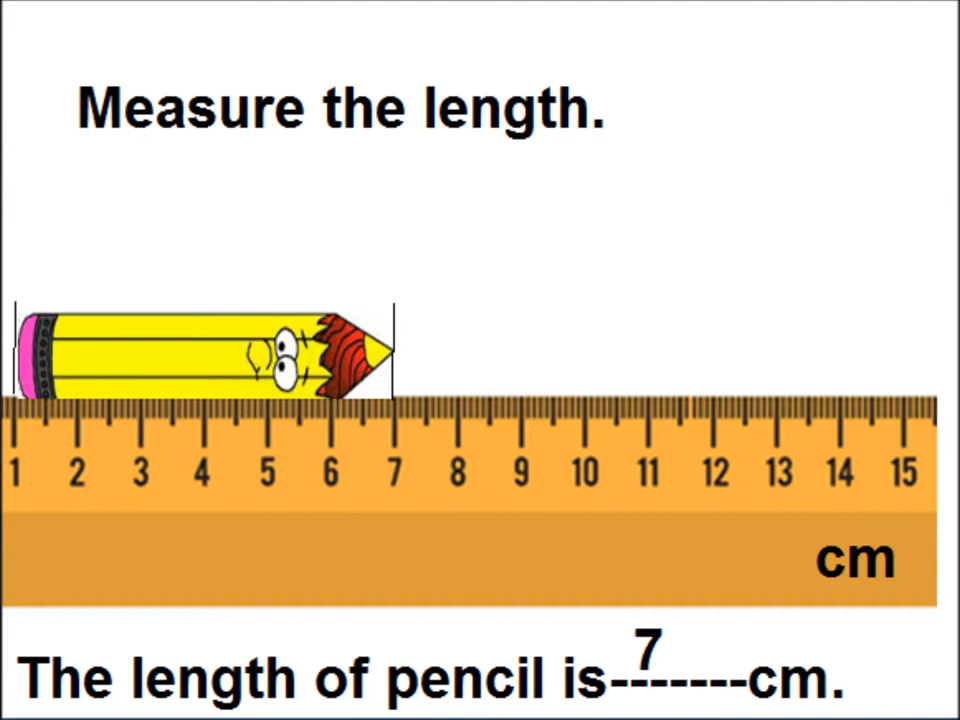 Measure the length.
1 2 3 4 5 6 7 8 9 10 11 12 13 14 15
cm
7
The length of pencil is-------cm.